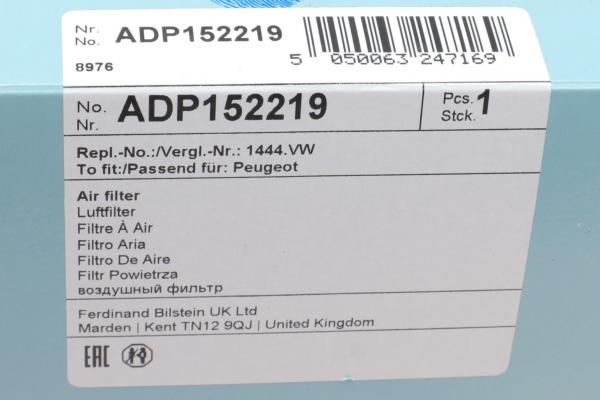 Nr. No. ADP152219
8976
5 050063 247169
No. Nr. ADP152219
Pcs. Stck. 1
Repl.-No.:/Vergl.-Nr.: 1444.VW
To fit:/Passend für: Peugeot
Air filter
Luftfilter
Filtre À Air
Filtro Aria
Filtro De Aire
Filtr Powietrza
воздушный фильтр
Ferdinand Bilstein UK Ltd
Marden | Kent TN12 9QJ | United Kingdom
EAC